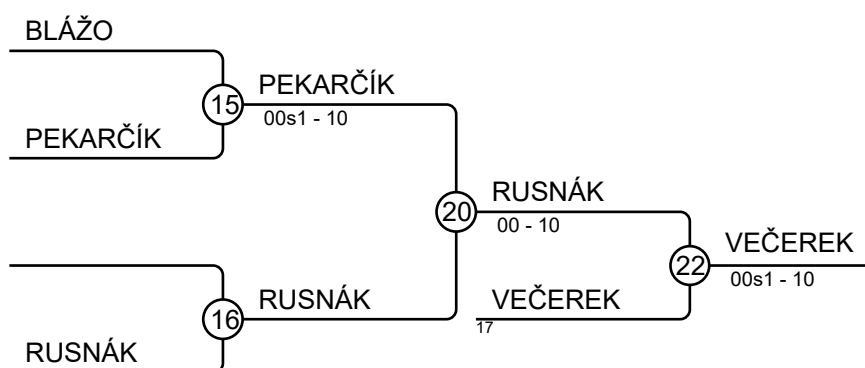 BLÁŽO
15
PEKARČÍK
00s1 - 10
PEKARČÍK
20
RUSNÁK
00 - 10
22
VEČEREK
00s1 - 10
16
RUSNÁK
VEČEREK
17
RUSNÁK